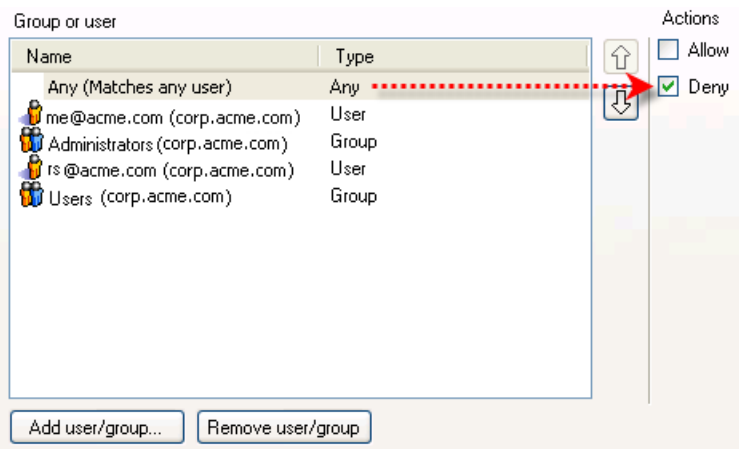 Group or user
Actions
Name Type
Allow
Any (Matches any user) Any
Deny
me@acme.com (corp.acme.com) User
Administrators (corp.acme.com) Group
rs@acme.com (corp.acme.com) User
Users (corp.acme.com) Group
Add user/group... Remove user/group